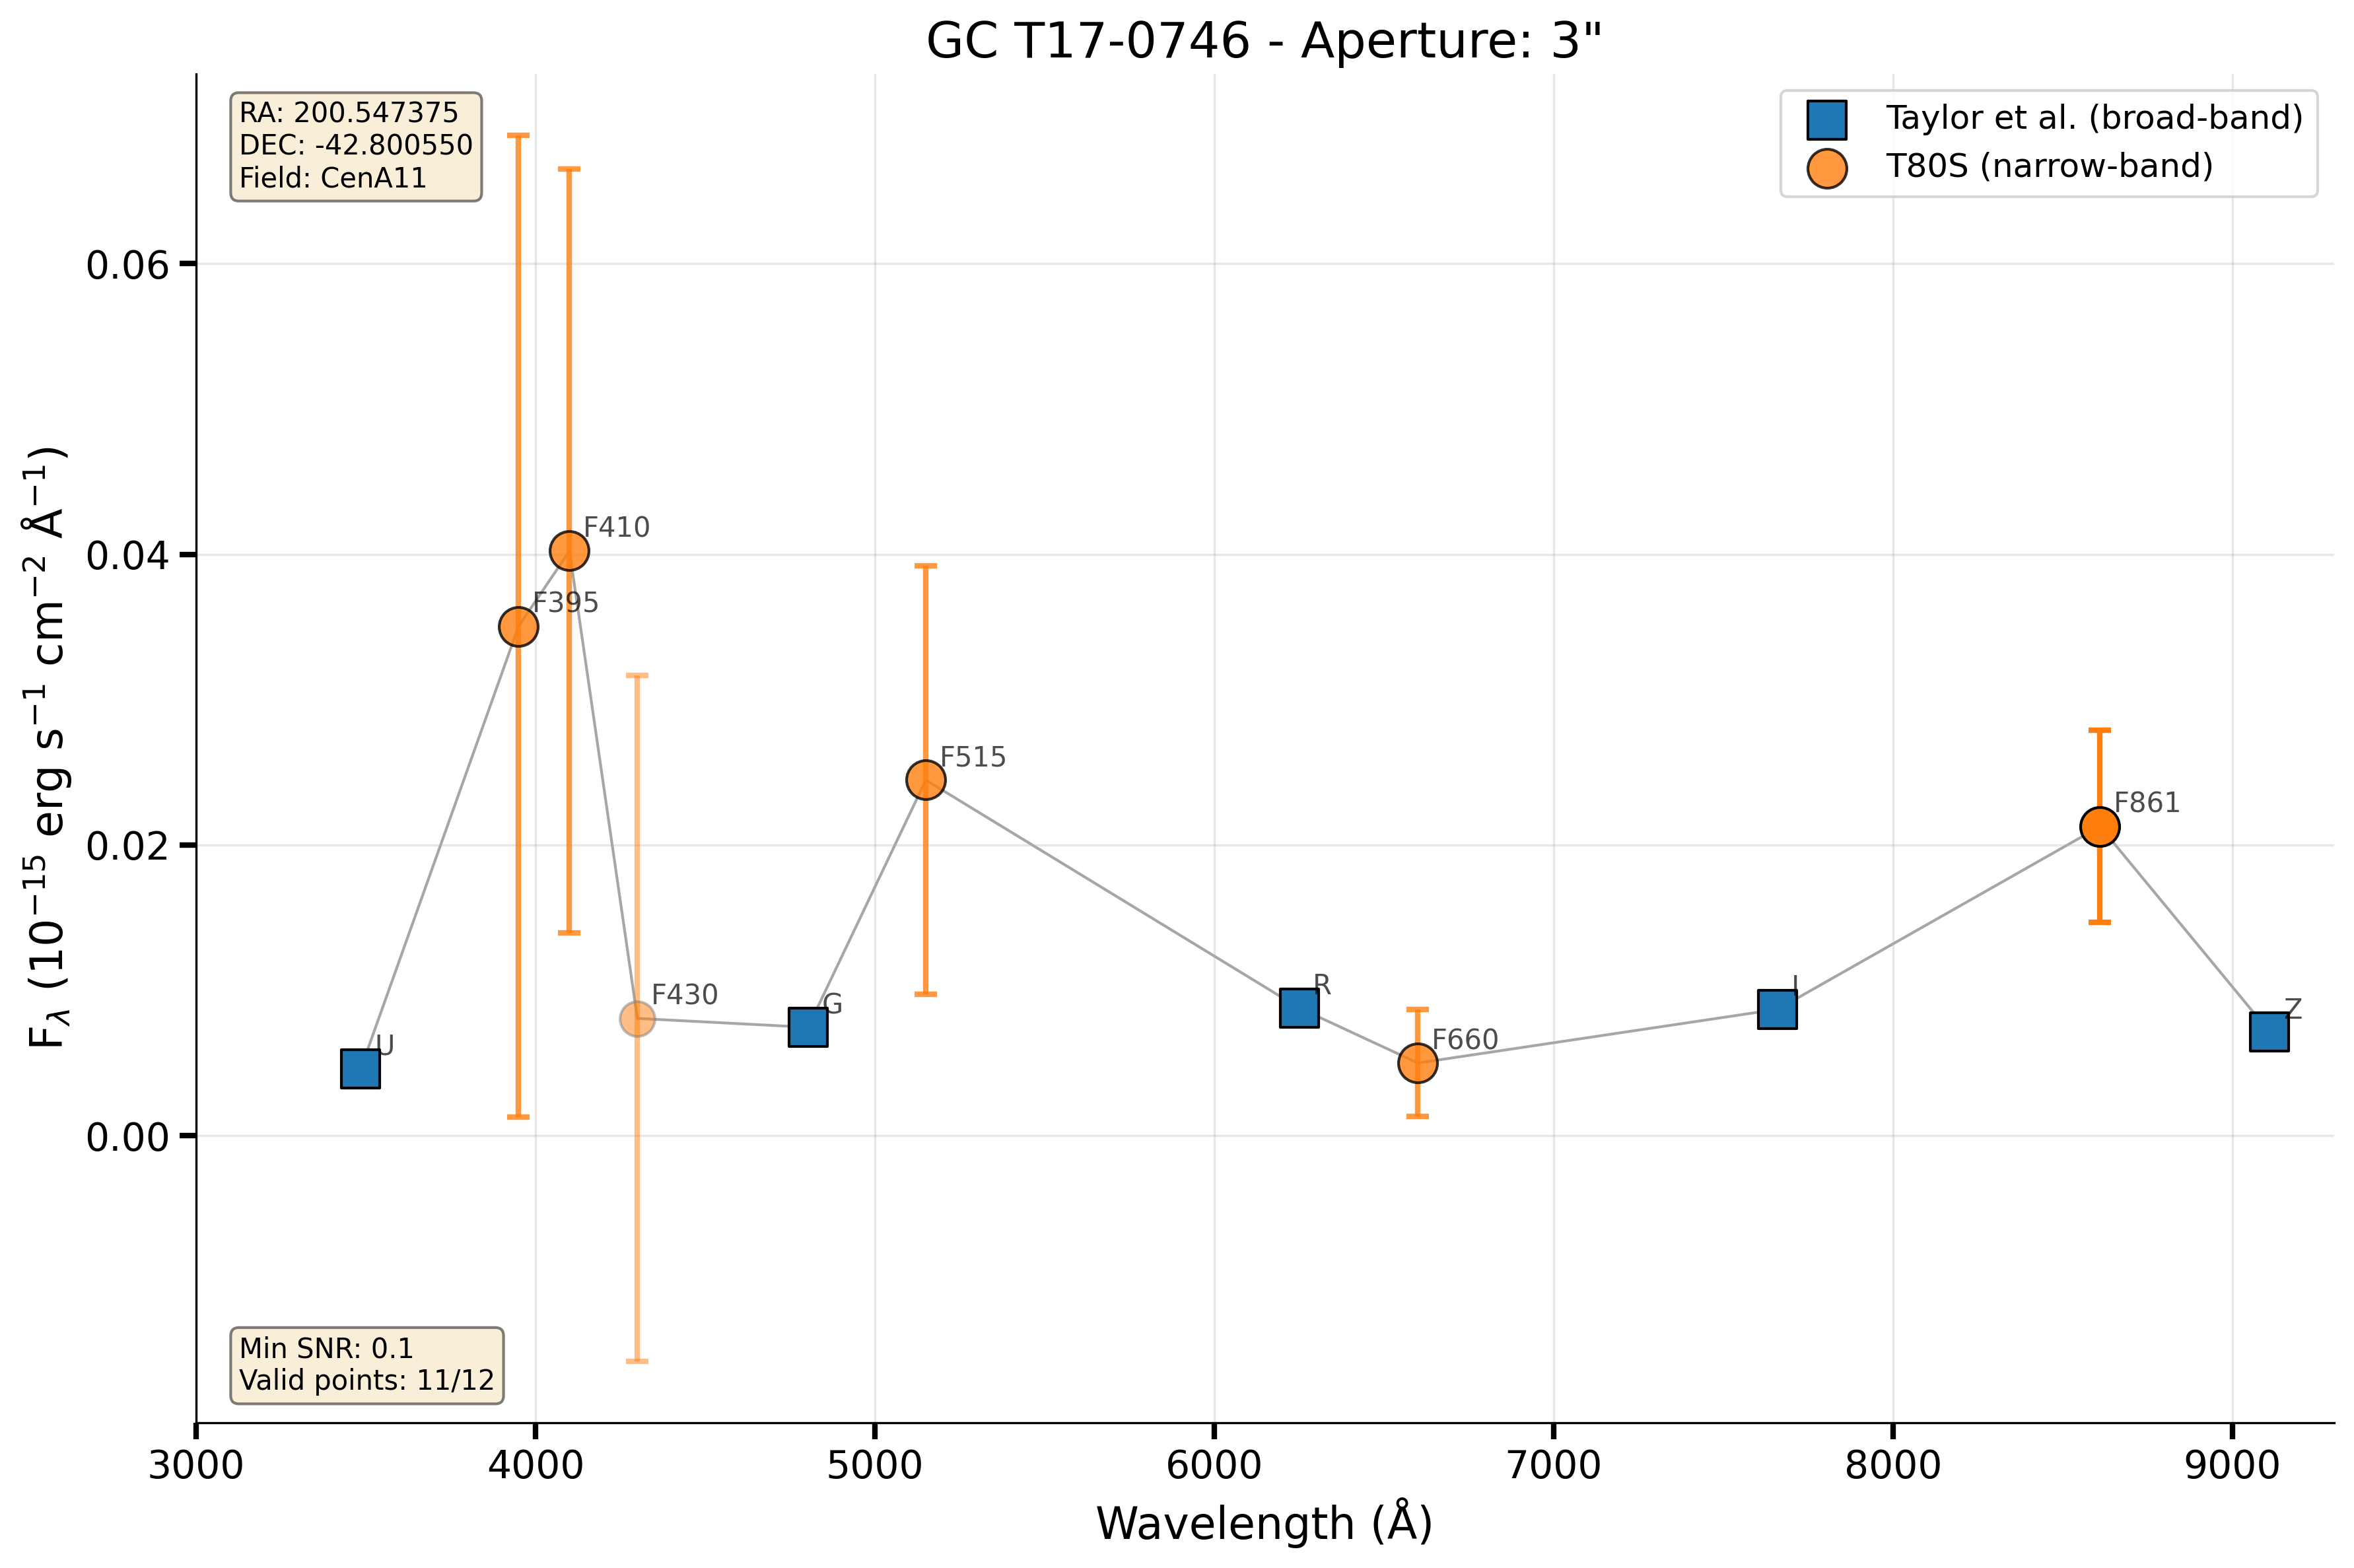 GC T17-0746 - Aperture: 3"
RA: 200.547375
DEC: -42.800550
Field: CenA11
Taylor et al. (broad-band)
T80S (narrow-band)
F$_\lambda$ (10$^{-15}$ erg s$^{-1}$ cm$^{-2}$ Å$^{-1}$)
0.06
0.04
0.02
0.00
U
F395
F410
F430
G
F515
R
F660
I
F861
Z
Min SNR: 0.1
Valid points: 11/12
3000 4000 5000 6000 7000 8000 9000
Wavelength (Å)